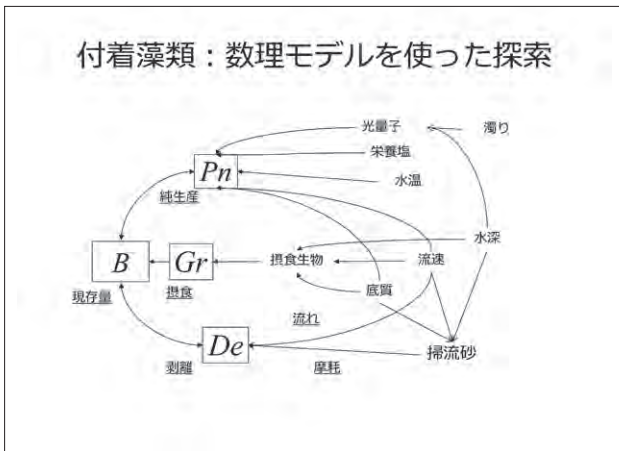 付着藻類：数理モデルを使った探索
光量子
濁り
栄養塩
Pn
水温
純生産
水深
B
Gr
摂食生物
流速
現存量
摂食
底質
流れ
De
掃流砂
剥離
摩耗